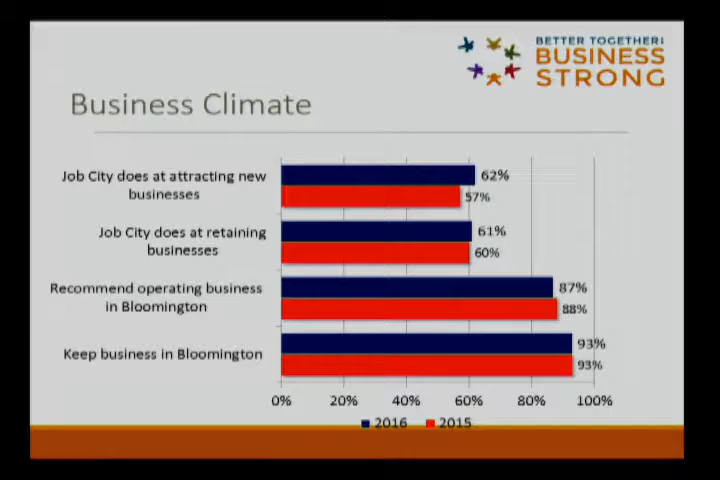 BETTER TOGETHER:
BUSINESS
STRONG
Business Climate
Job City does at attracting new
businesses
62%
57%
Job City does at retaining
businesses
61%
60%
Recommend operating business
in Bloomington
87%
88%
Keep business in Bloomington
93%
93%
0% 20% 40% 60% 80% 100%
2016 2015